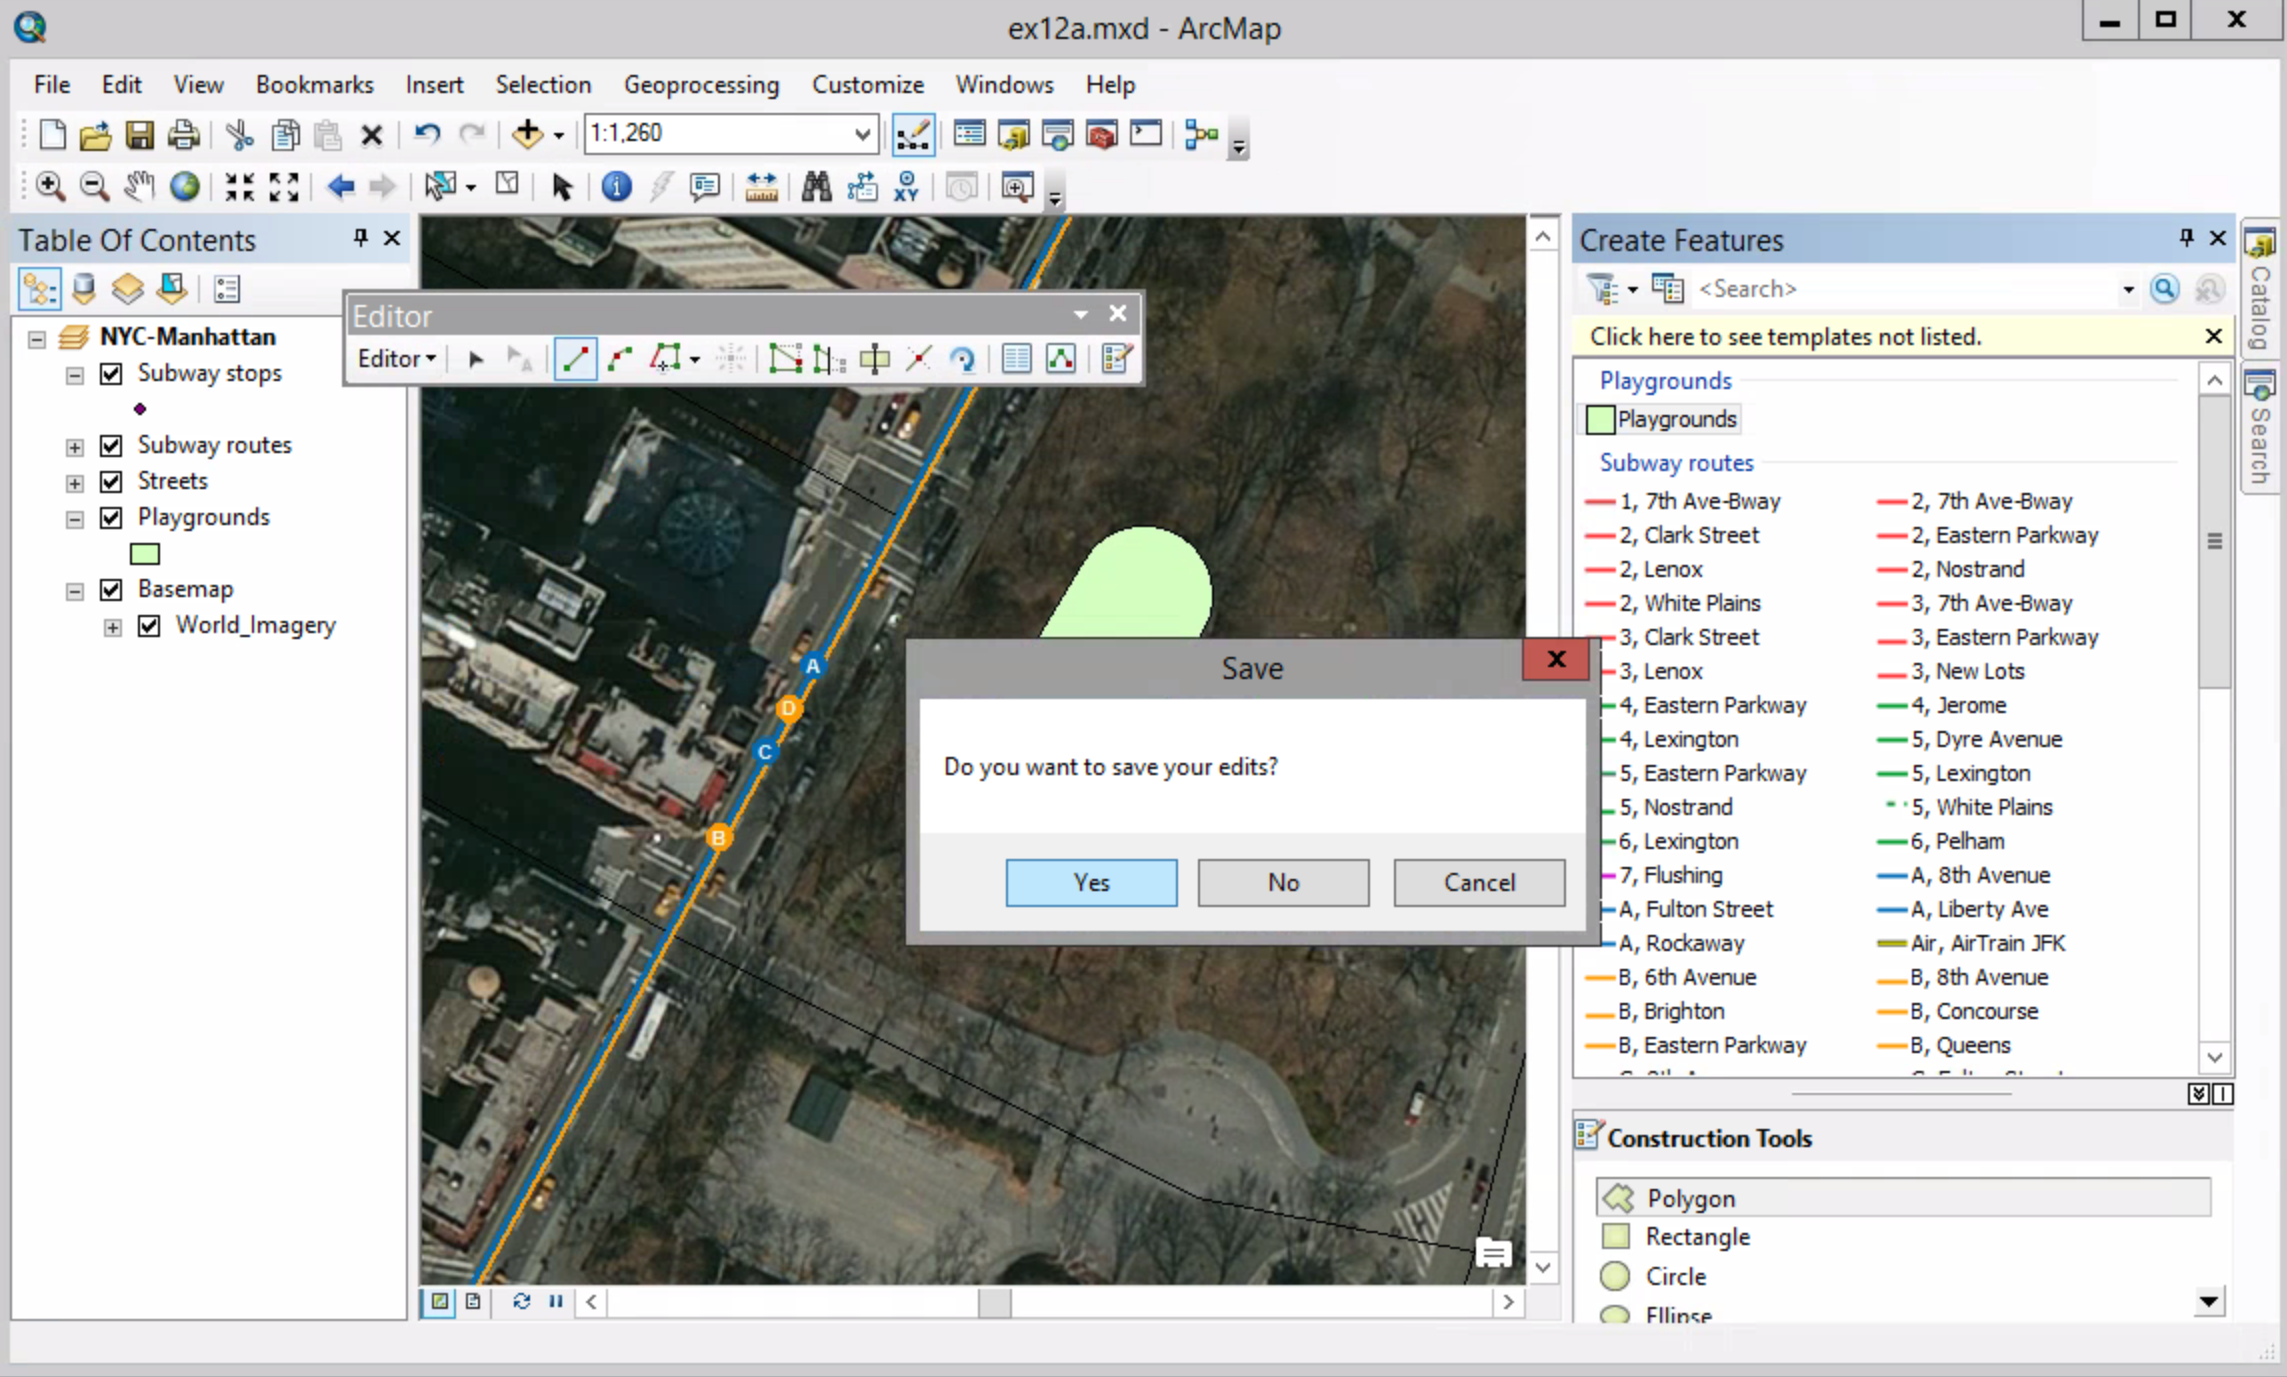 ex12a.mxd - ArcMap
File Edit View Bookmarks Insert Selection Geoprocessing Customize Windows Help
1:1,260
XY
Table Of Contents
NYC-Manhattan
Subway stops
Subway routes
Streets
Playgrounds
Basemap
World_Imagery
Editor
Editor
A
D
C
B
Save
Do you want to save your edits?
Yes No Cancel
Create Features
<Search>
Click here to see templates not listed.
Playgrounds
Playgrounds
Subway routes
1, 7th Ave-Bway 2, 7th Ave-Bway
2, Clark Street 2, Eastern Parkway
2, Lenox 2, Nostrand
2, White Plains 3, 7th Ave-Bway
3, Clark Street 3, Eastern Parkway
3, Lenox 3, New Lots
4, Eastern Parkway 4, Jerome
4, Lexington 5, Dyre Avenue
5, Eastern Parkway 5, Lexington
5, Nostrand 5, White Plains
6, Lexington 6, Pelham
7, Flushing A, 8th Avenue
A, Fulton Street A, Liberty Ave
A, Rockaway Air, AirTrain JFK
B, 6th Avenue B, 8th Avenue
B, Brighton B, Concourse
B, Eastern Parkway B, Queens
Construction Tools
Polygon
Rectangle
Circle
Ellipse
Catalog
Search